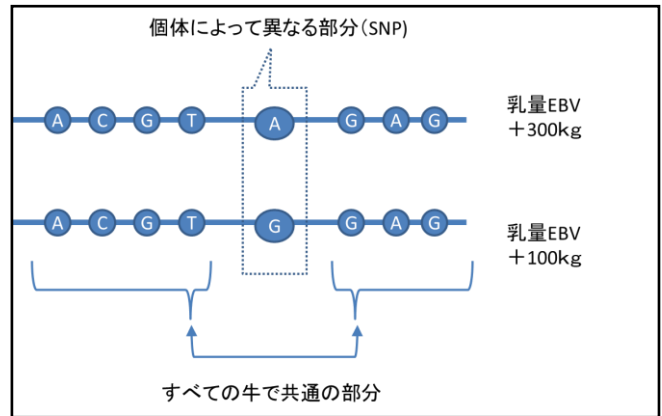 個体によって異なる部分(SNP)
A C G T A G A G
乳量EBV
+300kg
A C G T G G A G
乳量EBV
+100kg
すべての牛で共通の部分